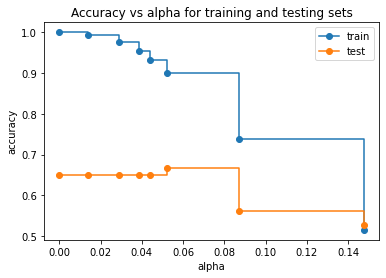 Accuracy vs alpha for training and testing sets
train
test
accuracy
1.0
0.9
0.8
0.7
0.6
0.5
0.00 0.02 0.04 0.06 0.08 0.10 0.12 0.14
alpha